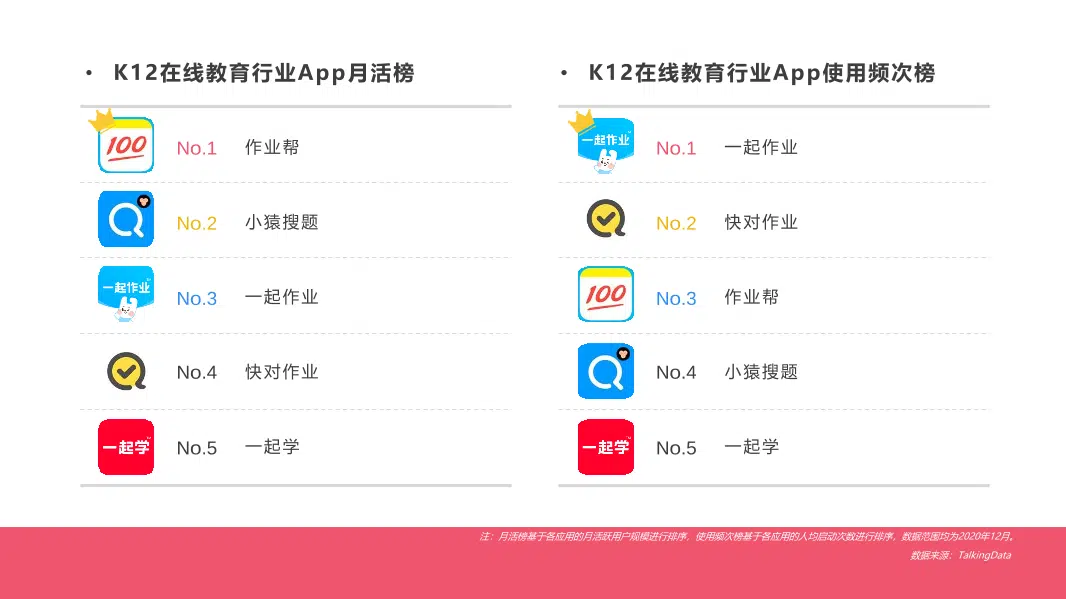 • K12在线教育行业App月活榜
100 No.1 作业帮
No.2 小猿搜题
一起作业 No.3 一起作业
No.4 快对作业
一起学 No.5 一起学
• K12在线教育行业App使用频次榜
一起作业 No.1 一起作业
No.2 快对作业
100 No.3 作业帮
No.4 小猿搜题
一起学 No.5 一起学
注：月活榜基于各应用的月活跃用户规模进行排序，使用频次榜基于各应用的人均启动次数进行排序，数据范围均为2020年12月。
数据来源：TalkingData